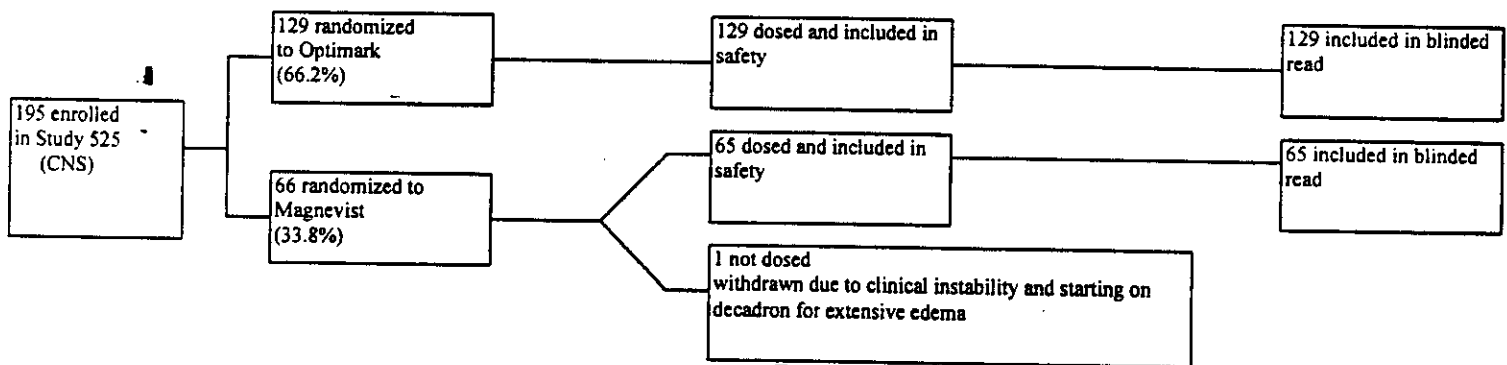 195 enrolled
in Study 525
(CNS)
129 randomized
to Optimark
(66.2%)
129 dosed and included in
safety
129 included in blinded
read
66 randomized to
Magnevist
(33.8%)
65 dosed and included in
safety
65 included in blinded
read
1 not dosed
withdrawn due to clinical instability and starting on
decadron for extensive edema